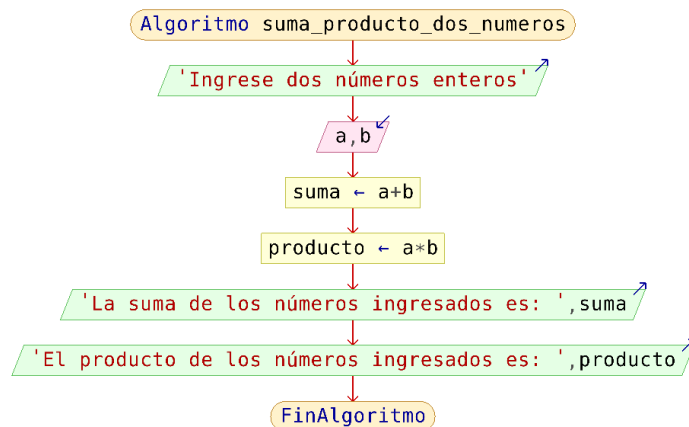 Algoritmo suma_producto_dos_numeros
'Ingrese dos números enteros'
a,b
suma ← a+b
producto ← a*b
'La suma de los números ingresados es: ',suma
'El producto de los números ingresados es: ',producto
FinAlgoritmo